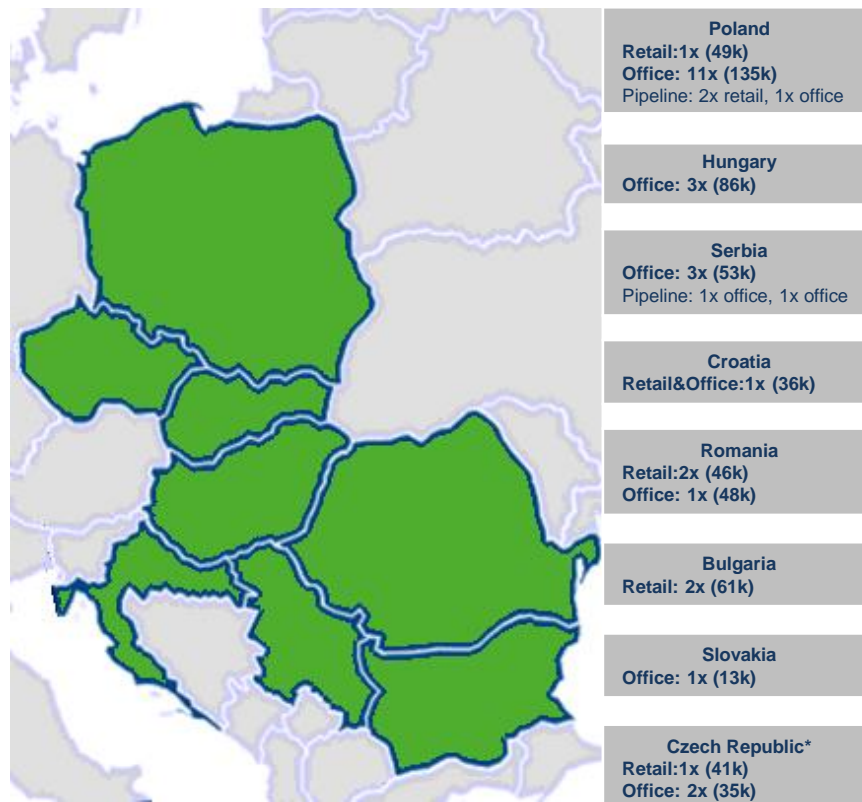 Poland
Retail:1x (49k)
Office: 11x (135k)
Pipeline: 2x retail, 1x office
Hungary
Office: 3x (86k)
Serbia
Office: 3x (53k)
Pipeline: 1x office, 1x office
Croatia
Retail&Office:1x (36k)
Romania
Retail:2x (46k)
Office: 1x (48k)
Bulgaria
Retail: 2x (61k)
Slovakia
Office: 1x (13k)
Czech Republic*
Retail:1x (41k)
Office: 2x (35k)